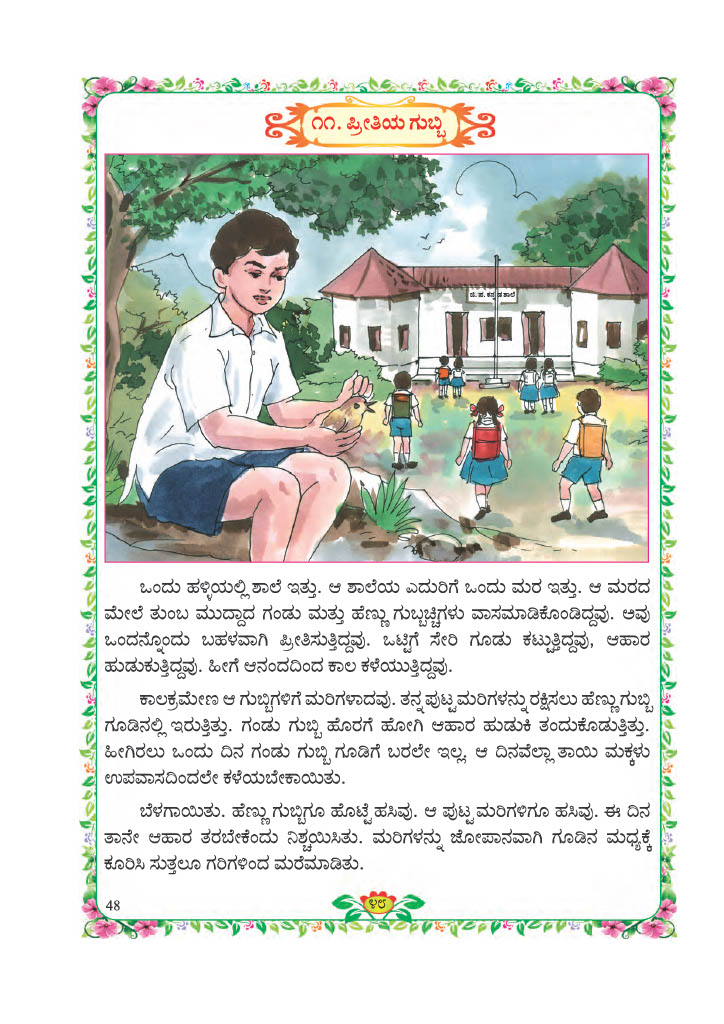 ೧೧. ಪ್ರೀತಿಯ ಗುಬ್ಬಿ
ಜಿ.ಪ. ಕನ್ನಡ ಶಾಲೆ
ಒಂದು ಹಳ್ಳಿಯಲ್ಲಿ ಶಾಲೆ ಇತ್ತು. ಆ ಶಾಲೆಯ ಎದುರಿಗೆ ಒಂದು ಮರ ಇತ್ತು. ಆ ಮರದ
ಮೇಲೆ ತುಂಬ ಮುದ್ದಾದ ಗಂಡು ಮತ್ತು ಹೆಣ್ಣು ಗುಬ್ಬಚ್ಚಿಗಳು ವಾಸಮಾಡಿಕೊಂಡಿದ್ದವು. ಅವು
ಒಂದನ್ನೊಂದು ಬಹಳವಾಗಿ ಪ್ರೀತಿಸುತ್ತಿದ್ದವು. ಒಟ್ಟಿಗೆ ಸೇರಿ ಗೂಡು ಕಟ್ಟುತ್ತಿದ್ದವು, ಆಹಾರ
ಹುಡುಕುತ್ತಿದ್ದವು. ಹೀಗೆ ಆನಂದದಿಂದ ಕಾಲ ಕಳೆಯುತ್ತಿದ್ದವು.
ಕಾಲಕ್ರಮೇಣ ಆ ಗುಬ್ಬಿಗಳಿಗೆ ಮರಿಗಳಾದವು. ತನ್ನ ಪುಟ್ಟ ಮರಿಗಳನ್ನು ರಕ್ಷಿಸಲು ಹೆಣ್ಣು ಗುಬ್ಬಿ
ಗೂಡಿನಲ್ಲಿ ಇರುತ್ತಿತ್ತು. ಗಂಡು ಗುಬ್ಬಿ ಹೊರಗೆ ಹೋಗಿ ಆಹಾರ ಹುಡುಕಿ ತಂದುಕೊಡುತ್ತಿತ್ತು.
ಹೀಗಿರಲು ಒಂದು ದಿನ ಗಂಡು ಗುಬ್ಬಿ ಗೂಡಿಗೆ ಬರಲೇ ಇಲ್ಲ. ಆ ದಿನವೆಲ್ಲಾ ತಾಯಿ ಮಕ್ಕಳು
ಉಪವಾಸದಿಂದಲೇ ಕಳೆಯಬೇಕಾಯಿತು.
ಬೆಳಗಾಯಿತು. ಹೆಣ್ಣು ಗುಬ್ಬಿಗೂ ಹೊಟ್ಟೆ ಹಸಿವು. ಆ ಪುಟ್ಟ ಮರಿಗಳಿಗೂ ಹಸಿವು. ಈ ದಿನ
ತಾನೇ ಆಹಾರ ತರಬೇಕೆಂದು ನಿಶ್ಚಯಿಸಿತು. ಮರಿಗಳನ್ನು ಜೋಪಾನವಾಗಿ ಗೂಡಿನ ಮಧ್ಯಕ್ಕೆ
ಕೂರಿಸಿ ಸುತ್ತಲೂ ಗರಿಗಳಿಂದ ಮರೆಮಾಡಿತು.
48
೪೮